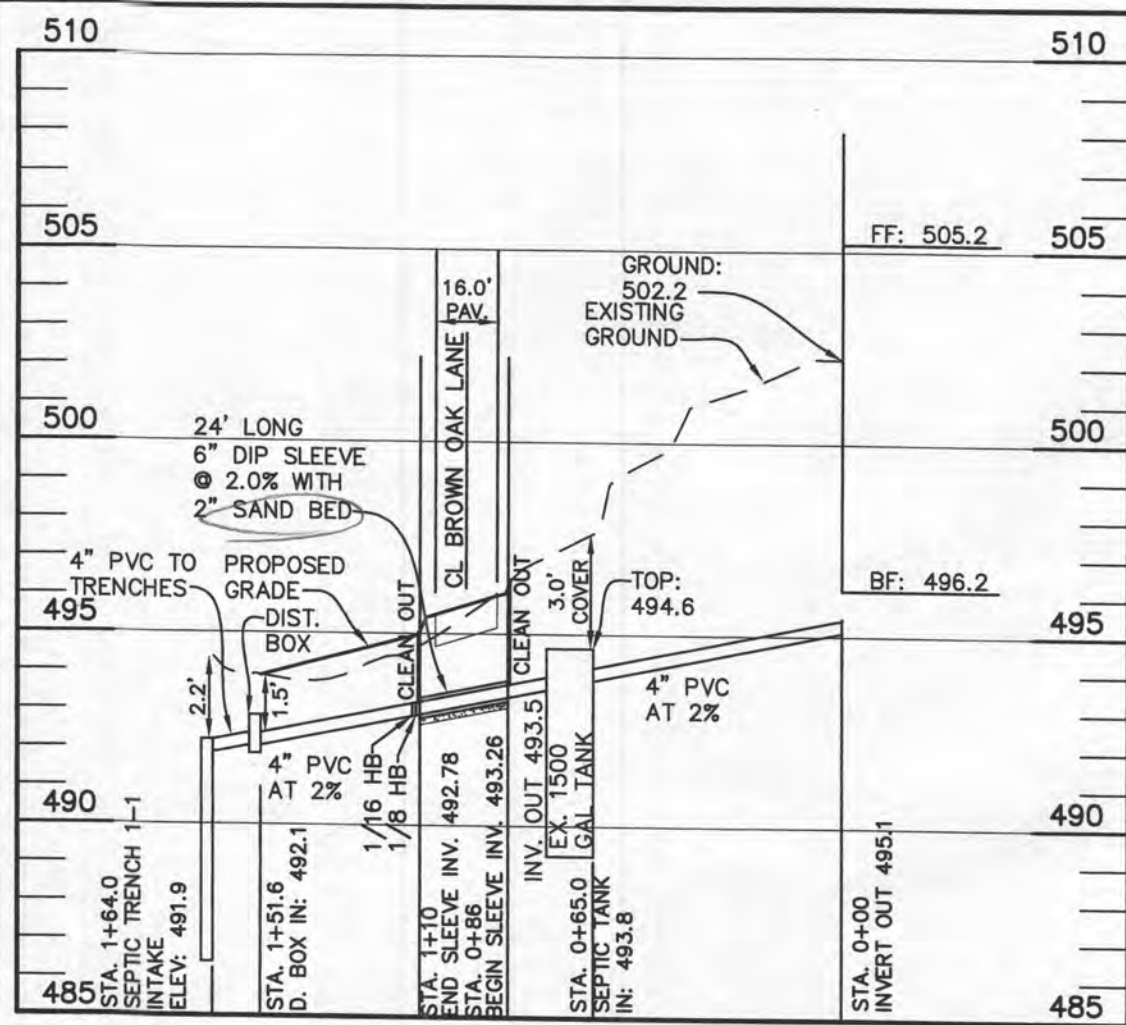 510
510
505
505
500
500
495
495
490
490
485
485
FF: 505.2
GROUND:
502.2
EXISTING
GROUND
16.0'
PAV.
CL BROWN OAK LANE
24' LONG
6" DIP SLEEVE
@ 2.0% WITH
2" SAND BED
4" PVC TO
TRENCHES
PROPOSED
GRADE
DIST.
BOX
CLEAN OUT
CLEAN OUT
3.0'
COVER
TOP:
494.6
BF: 496.2
2.2'
1.5'
4" PVC
AT 2%
4" PVC
AT 2%
1/16 HB
1/8 HB
INV. OUT 493.5
EX. 1500
GAL TANK
STA. 1+64.0
SEPTIC TRENCH 1-1
INTAKE
ELEV: 491.9
STA. 1+51.6
D. BOX IN: 492.1
STA. 1+10
END SLEEVE INV. 492.78
STA. 0+86
BEGIN SLEEVE INV. 493.26
STA. 0+65.0
SEPTIC TANK
IN: 493.8
STA. 0+00
INVERT OUT 495.1